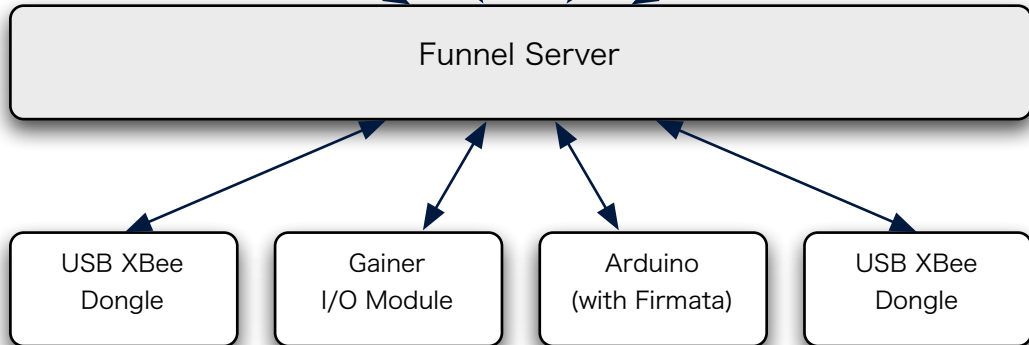 Funnel Server
USB XBee
Dongle
Gainer
I/O Module
Arduino
(with Firmata)
USB XBee
Dongle